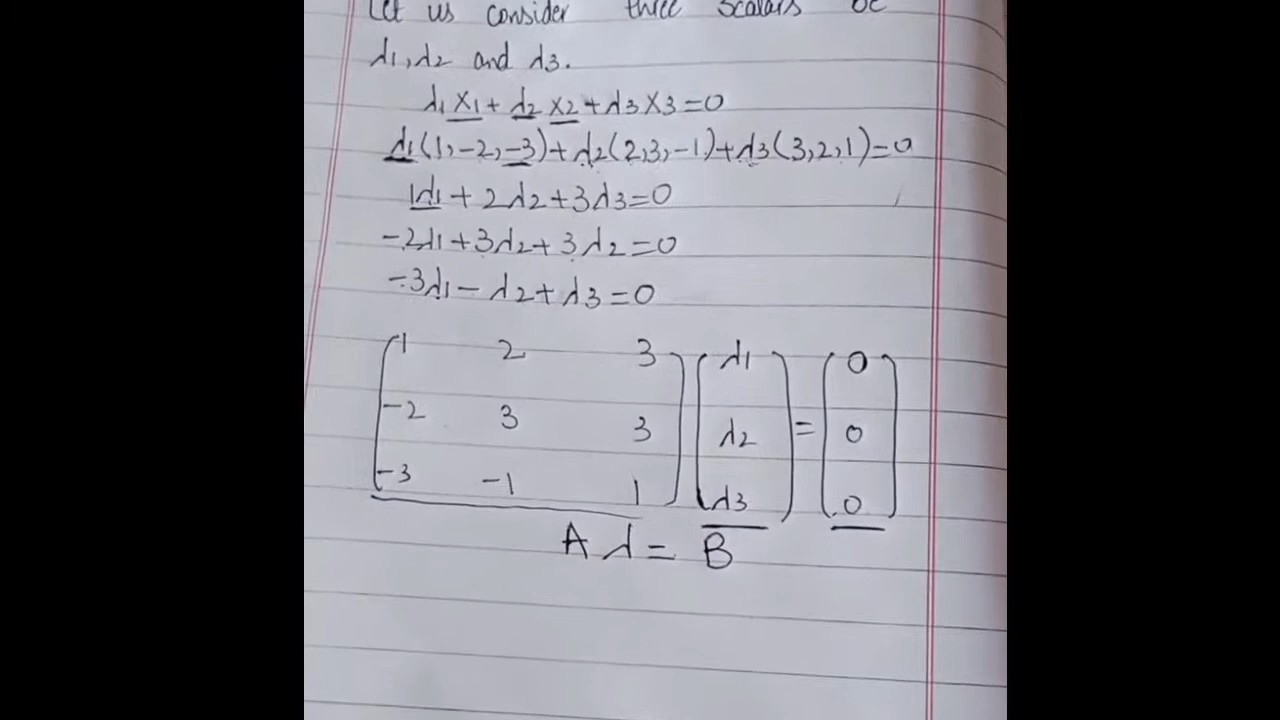 Let us consider three scalars be
λ1, λ2 and λ3.
λ1 X1 + λ2 X2 + λ3 X3 = 0
λ1(1, -2, -3) + λ2(2, 3, -1) + λ3(3, 2, 1) = 0
1λ1 + 2λ2 + 3λ3 = 0
-2λ1 + 3λ2 + 3λ2 = 0
-3λ1 - λ2 + λ3 = 0
1 2 3 λ1 0
-2 3 3 λ2 = 0
-3 -1 1 λ3 0
A λ = B